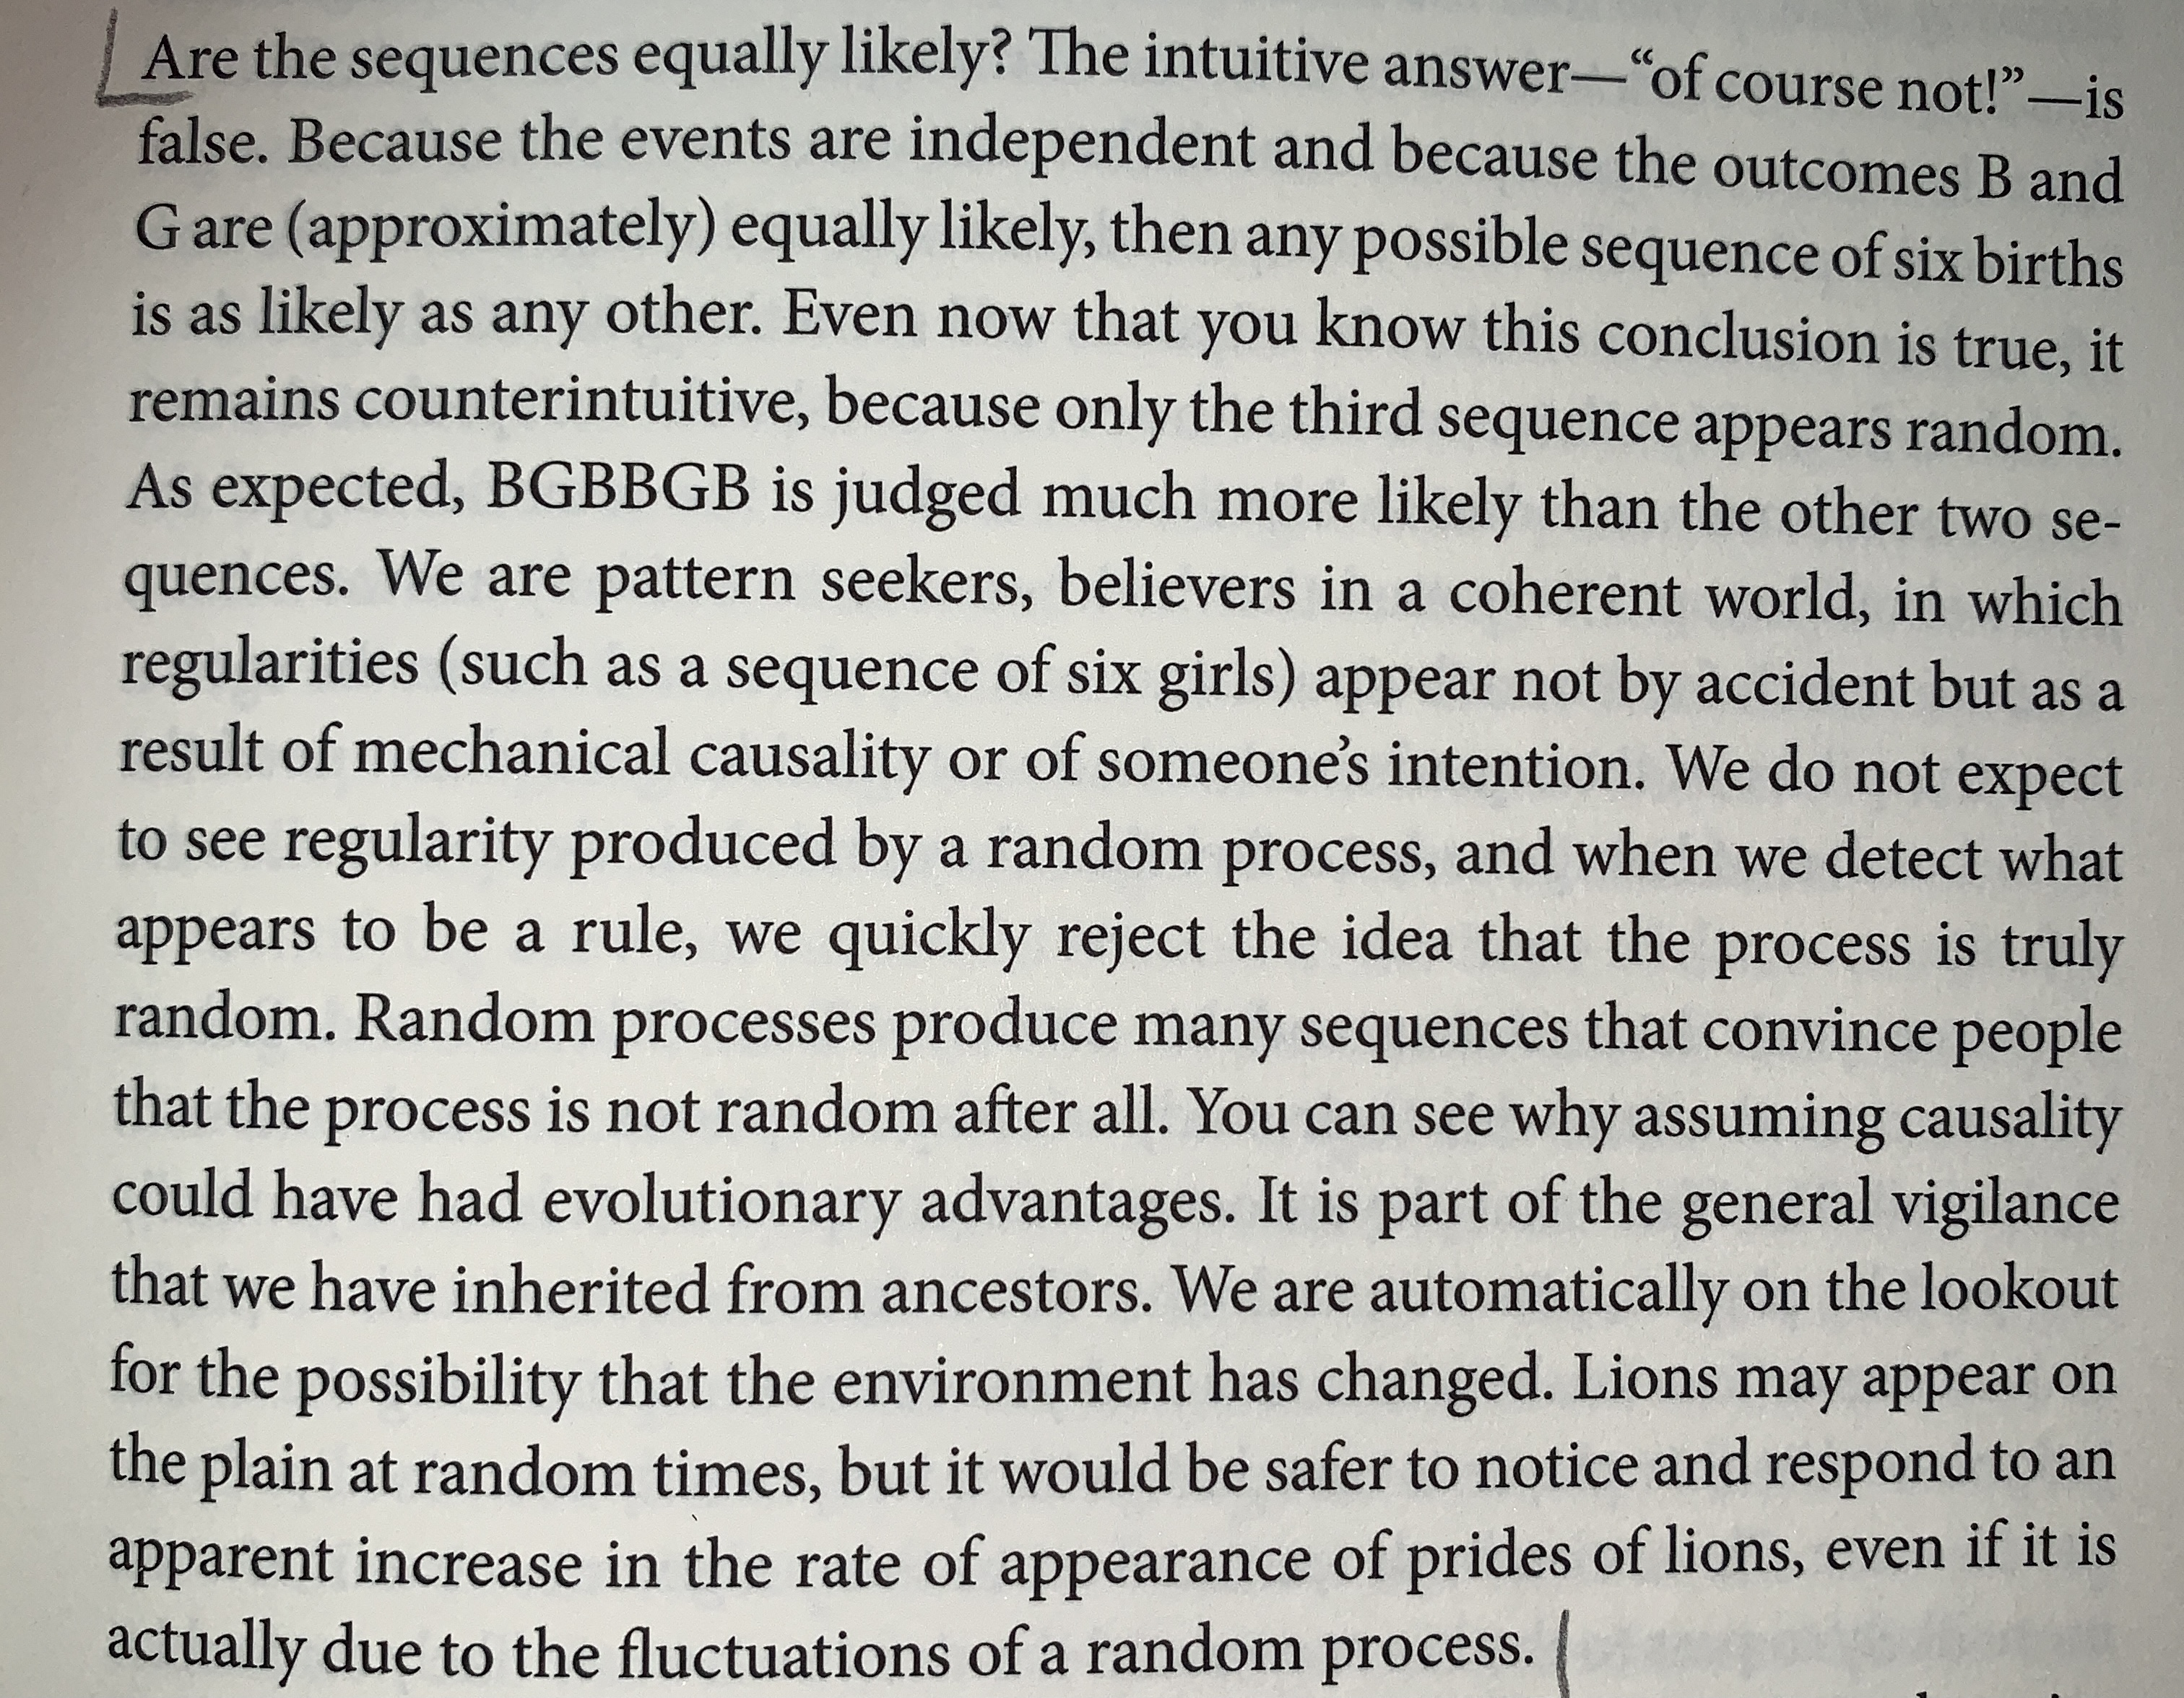 Are the sequences equally likely? The intuitive answer—“of course not!”—is
false. Because the events are independent and because the outcomes B and
G are (approximately) equally likely, then any possible sequence of six births
is as likely as any other. Even now that you know this conclusion is true, it
remains counterintuitive, because only the third sequence appears random.
As expected, BGBBGB is judged much more likely than the other two se-
quences. We are pattern seekers, believers in a coherent world, in which
regularities (such as a sequence of six girls) appear not by accident but as a
result of mechanical causality or of someone’s intention. We do not expect
to see regularity produced by a random process, and when we detect what
appears to be a rule, we quickly reject the idea that the process is truly
random. Random processes produce many sequences that convince people
that the process is not random after all. You can see why assuming causality
could have had evolutionary advantages. It is part of the general vigilance
that we have inherited from ancestors. We are automatically on the lookout
for the possibility that the environment has changed. Lions may appear on
the plain at random times, but it would be safer to notice and respond to an
apparent increase in the rate of appearance of prides of lions, even if it is
actually due to the fluctuations of a random process.